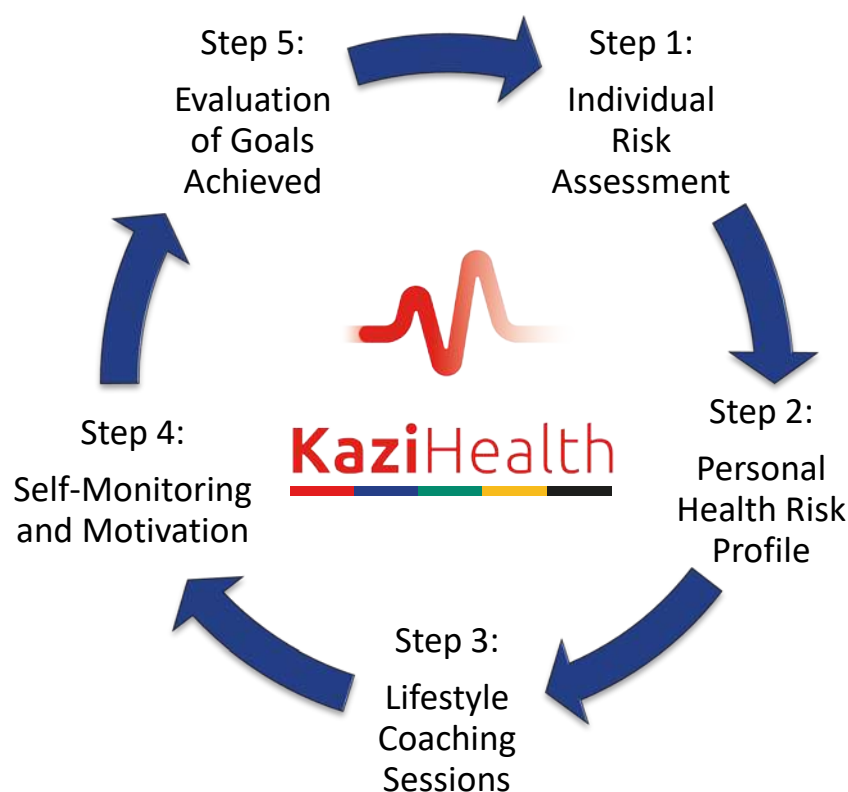 Step 1:
Individual
Risk
Assessment
Step 2:
Personal
Health Risk
Profile
Step 3:
Lifestyle
Coaching
Sessions
Step 4:
Self-Monitoring
and Motivation
Step 5:
Evaluation
of Goals
Achieved
KaziHealth